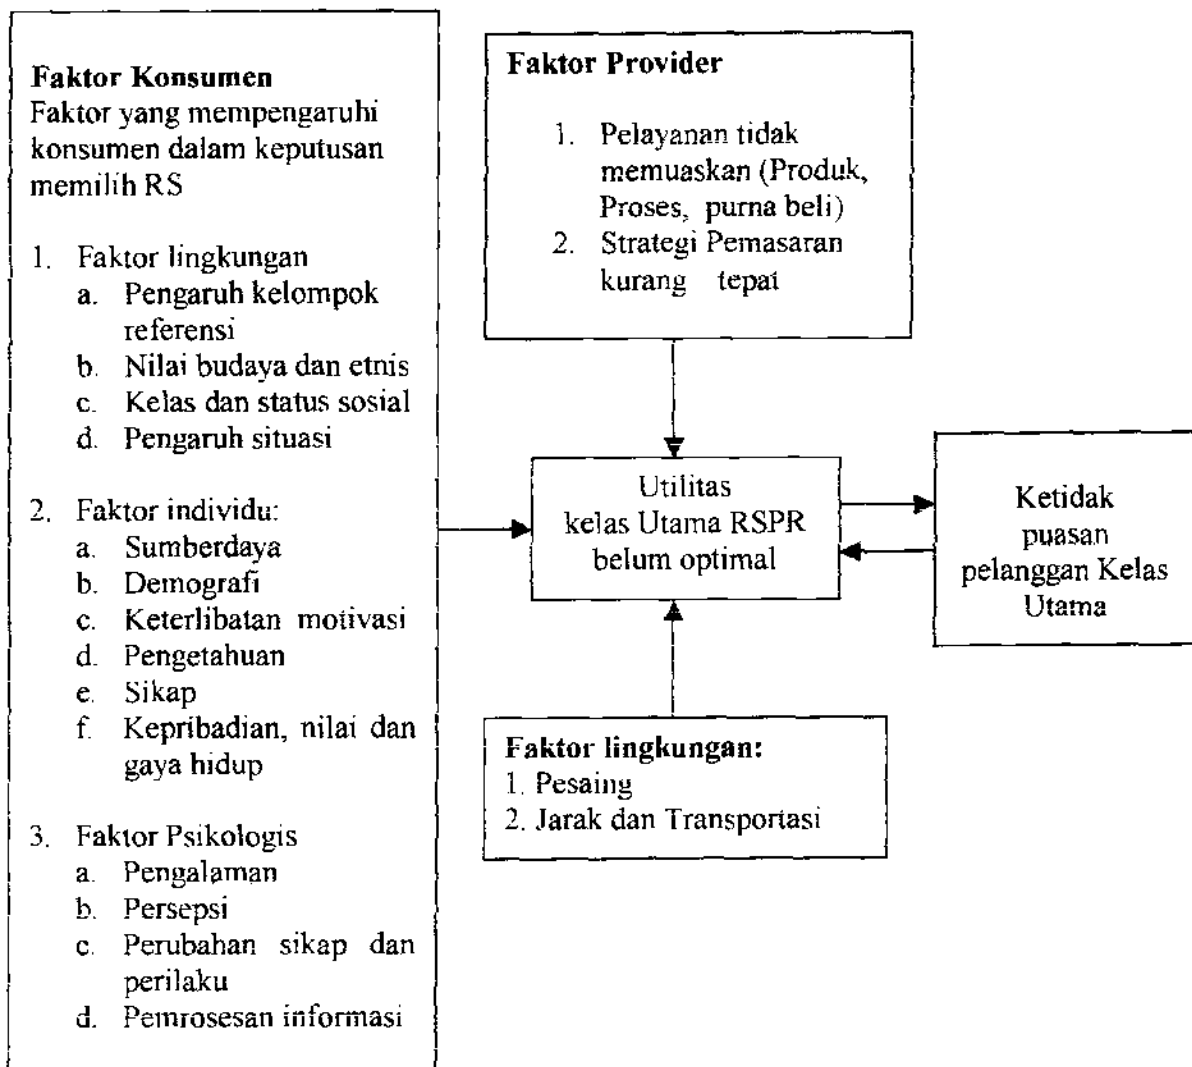 Faktor Konsumen
Faktor yang mempengaruhi
konsumen dalam keputusan
memilih RS
1. Faktor lingkungan
a. Pengaruh kelompok
referensi
b. Nilai budaya dan etnis
c. Kelas dan status sosial
d. Pengaruh situasi
2. Faktor individu:
a. Sumberdaya
b. Demografi
c. Keterlibatan motivasi
d. Pengetahuan
e. Sikap
f. Kepribadian, nilai dan
gaya hidup
3. Faktor Psikologis
a. Pengalaman
b. Persepsi
c. Perubahan sikap dan
perilaku
d. Pemrosesan informasi
Faktor Provider
1. Pelayanan tidak
memuaskan (Produk,
Proses, purna beli)
2. Strategi Pemasaran
kurang tepat
Utilitas
kelas Utama RSPR
belum optimal
Ketidak
puasan
pelanggan Kelas
Utama
Faktor lingkungan:
1. Pesaing
2. Jarak dan Transportasi